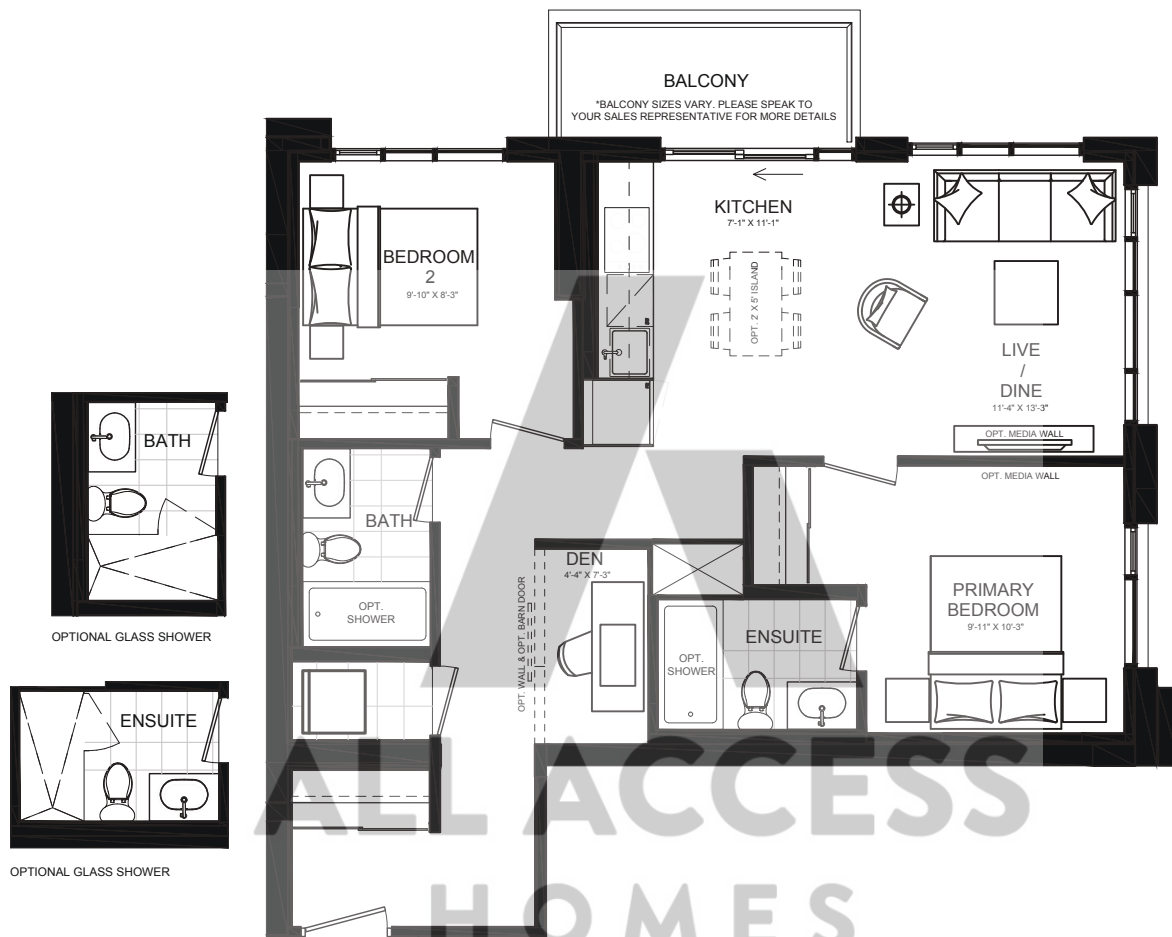 BALCONY
*BALCONY SIZES VARY. PLEASE SPEAK TO
YOUR SALES REPRESENTATIVE FOR MORE DETAILS
KITCHEN
7'-1" X 11'-1"
BEDROOM
2
9'-10" X 8'-3"
OPT. 2' X 5' ISLAND
LIVE
/
DINE
11'-4" X 13'-3"
OPT. MEDIA WALL
OPT. MEDIA WALL
BATH
OPTIONAL GLASS SHOWER
BATH
OPT.
SHOWER
DEN
4'-4" X 7'-3"
OPT. WALL & OPT. BARN DOOR
PRIMARY
BEDROOM
9'-11" X 10'-3"
ENSUITE
OPT.
SHOWER
ENSUITE
OPTIONAL GLASS SHOWER
ALL ACCESS
HOMES